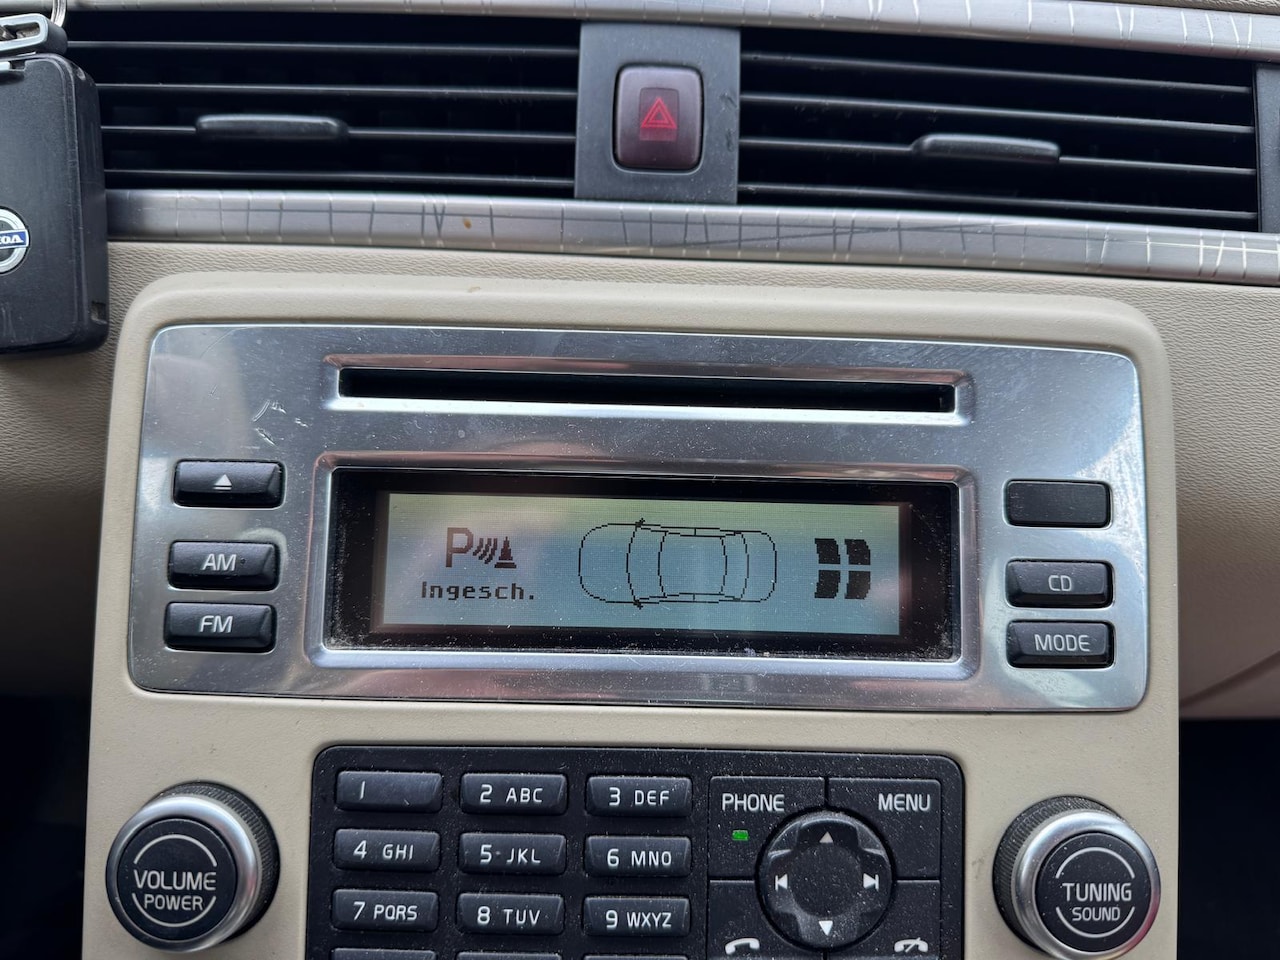 P
Ingesch.
AM
FM
CD
MODE
1
2 ABC
3 DEF
4 GHI
5 JKL
6 MNO
7 PQRS
8 TUV
9 WXYZ
PHONE
MENU
VOLUME
POWER
TUNING
SOUND